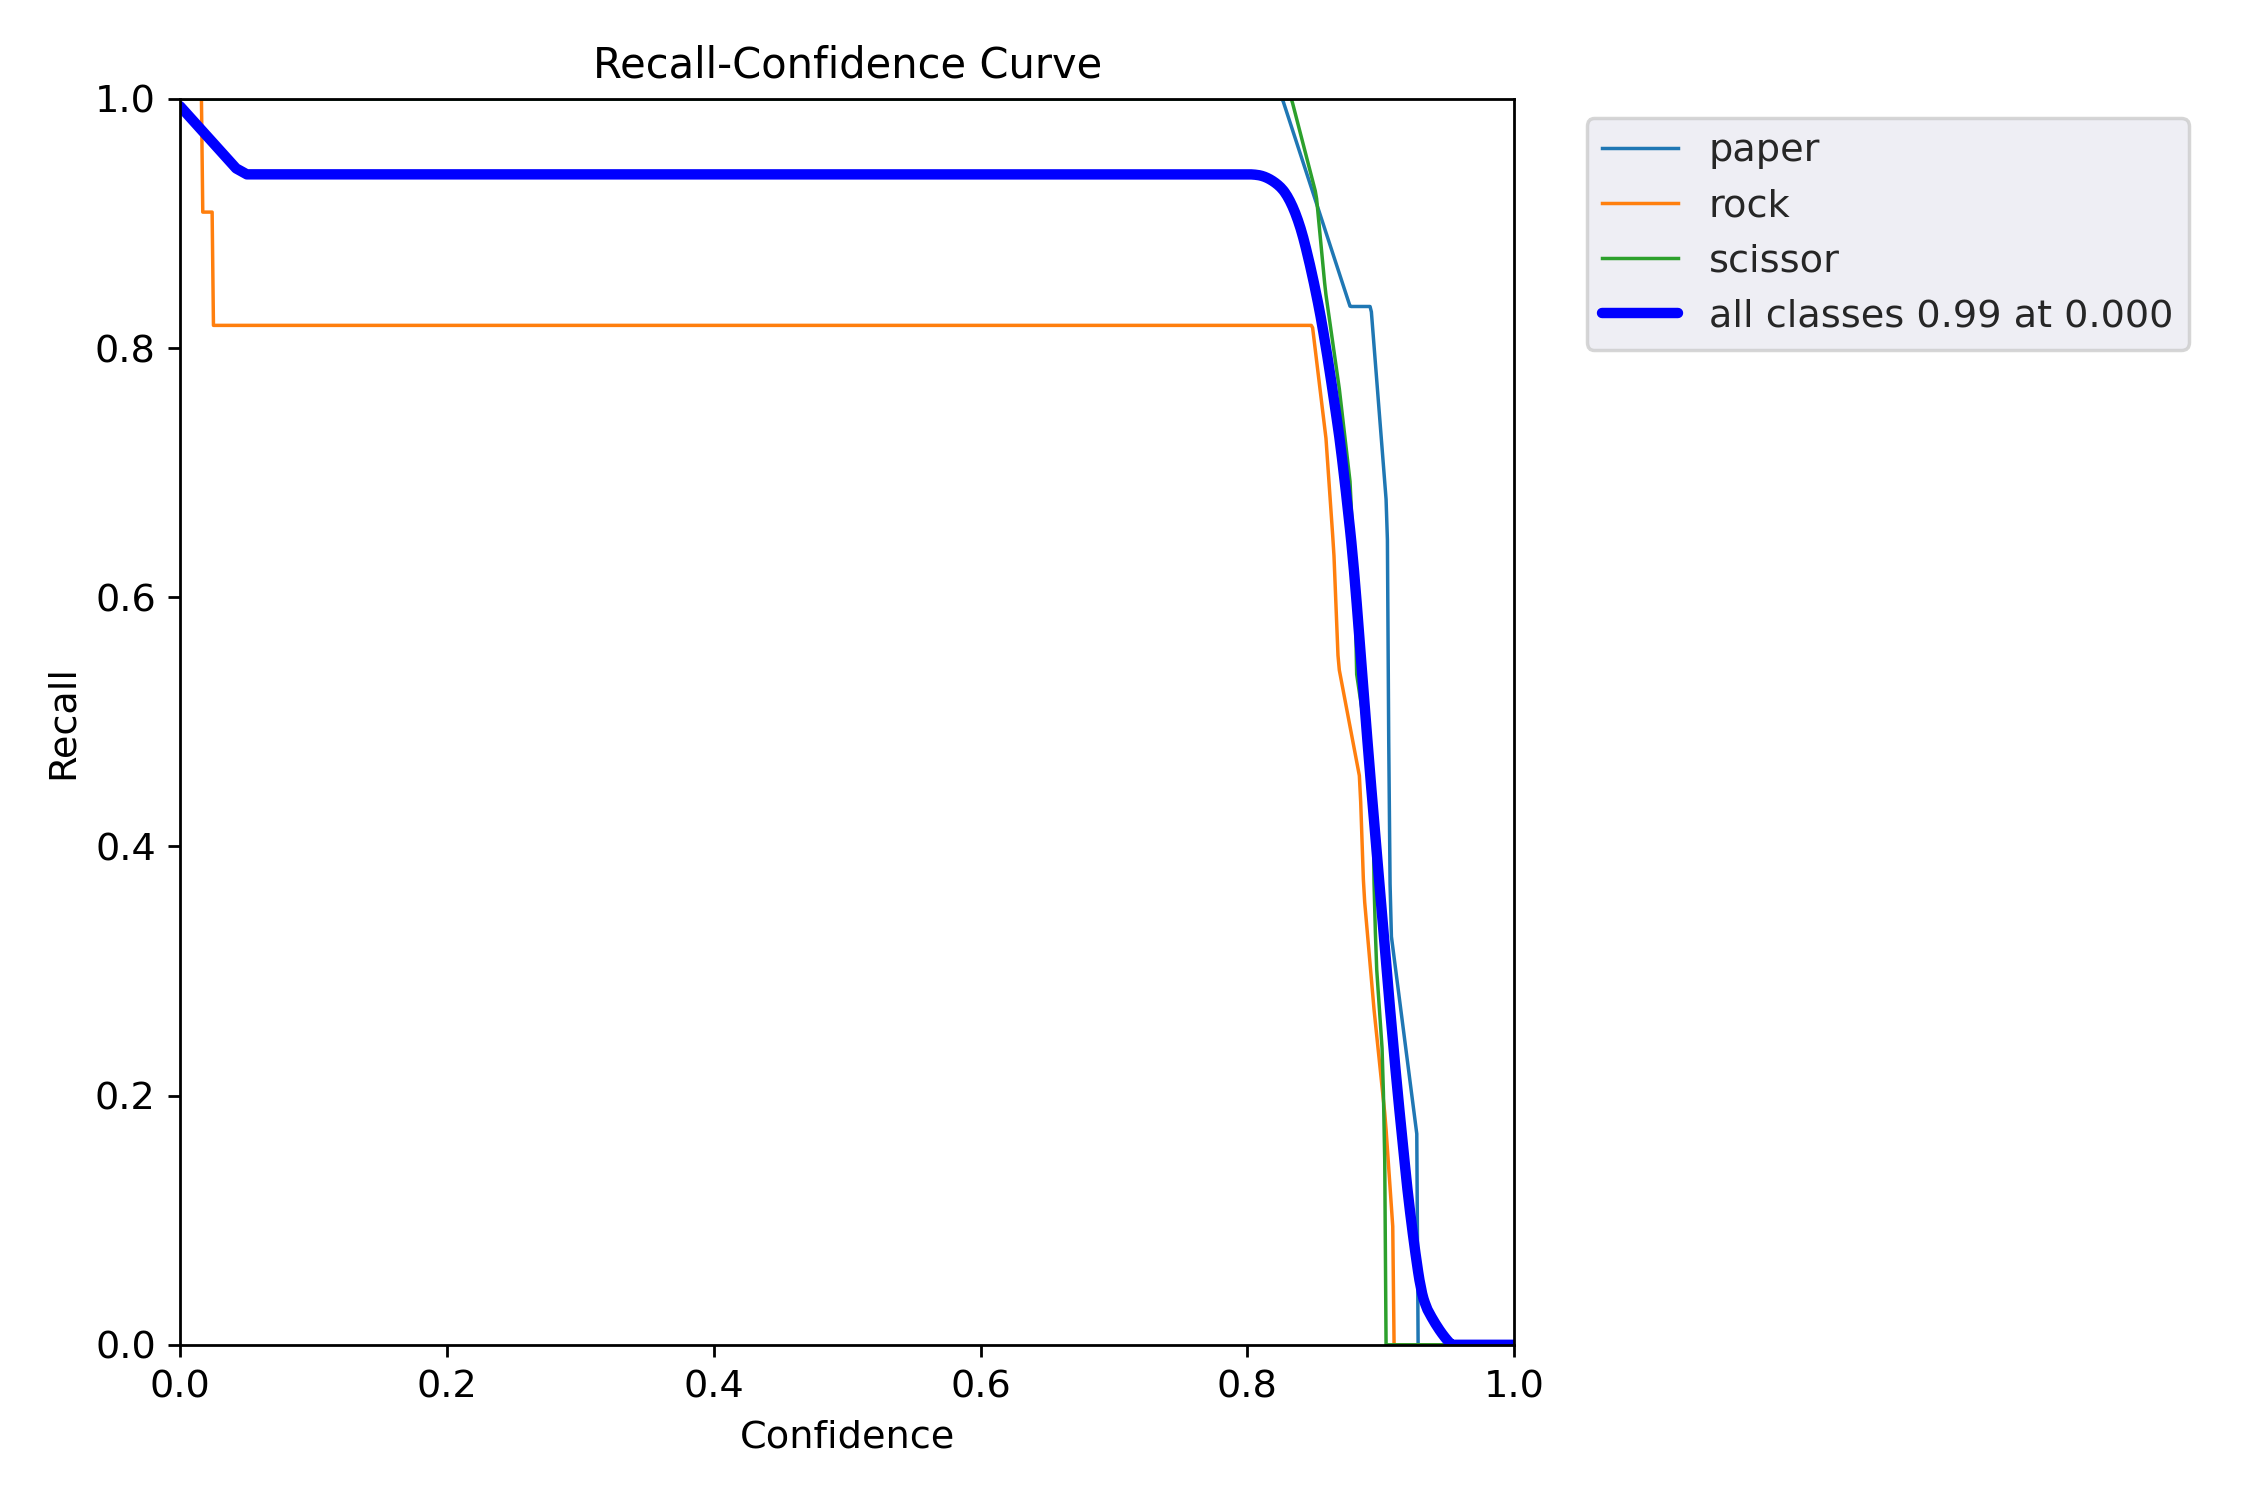 Recall-Confidence Curve
1.0
0.8
0.6
0.4
0.2
0.0
Recall
0.0 0.2 0.4 0.6 0.8 1.0
Confidence
paper
rock
scissor
all classes 0.99 at 0.000